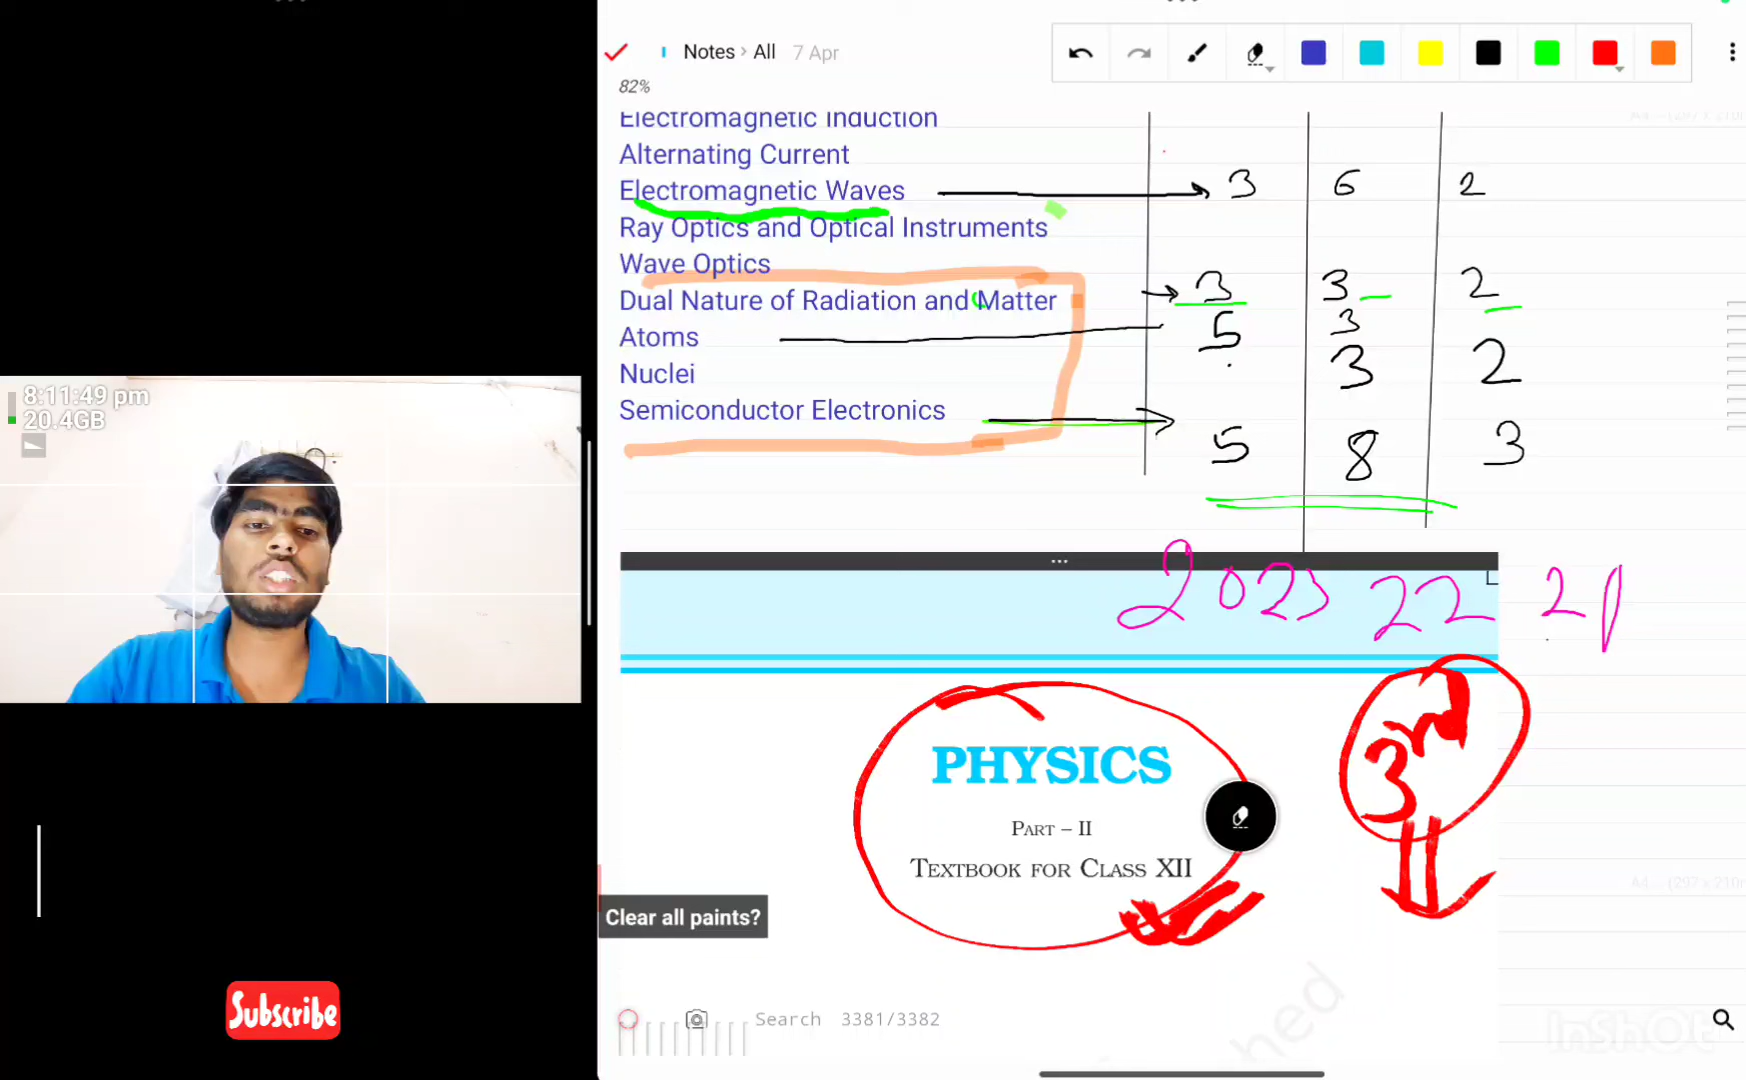 Notes › All 7 Apr
82%
Electromagnetic Induction
Alternating Current
Electromagnetic Waves 3 6 2
Ray Optics and Optical Instruments
Wave Optics
Dual Nature of Radiation and Matter 3 3 2
Atoms 5 3
Nuclei 3 2
Semiconductor Electronics 5 8 3
8:11:49 pm
20.4GB
2023 22 21
3rd
PHYSICS
PART – II
TEXTBOOK FOR CLASS XII
Clear all paints?
Subscribe
Search 3381/3382
hed
InShOt